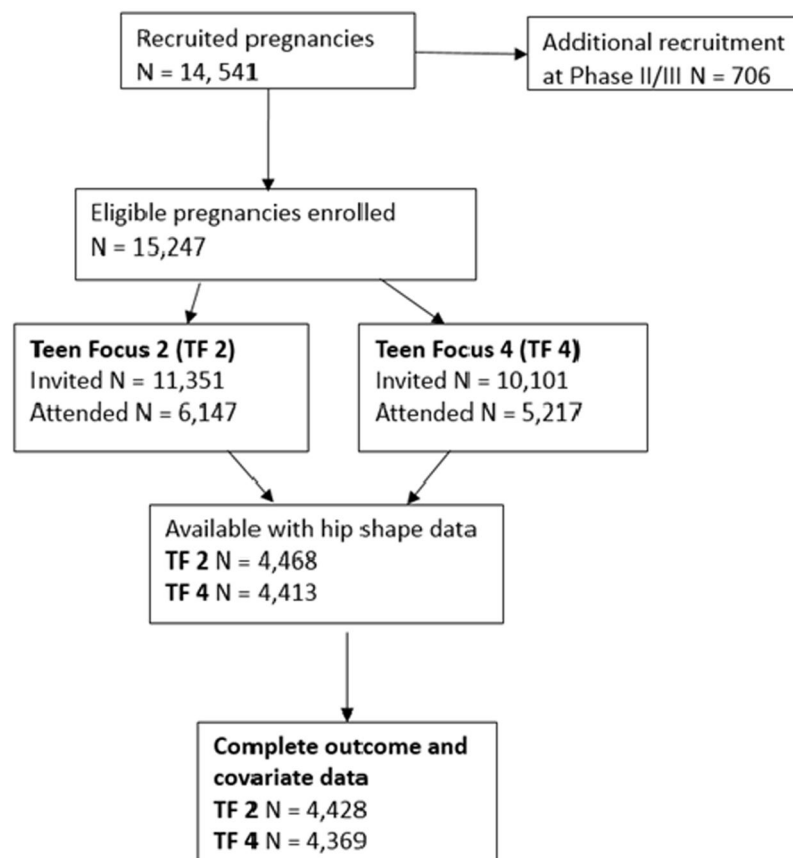 Recruited pregnancies
N = 14, 541
Additional recruitment
at Phase II/III N = 706
Eligible pregnancies enrolled
N = 15,247
Teen Focus 2 (TF 2)
Invited N = 11,351
Attended N = 6,147
Teen Focus 4 (TF 4)
Invited N = 10,101
Attended N = 5,217
Available with hip shape data
TF 2 N = 4,468
TF 4 N = 4,413
Complete outcome and
covariate data
TF 2 N = 4,428
TF 4 N = 4,369